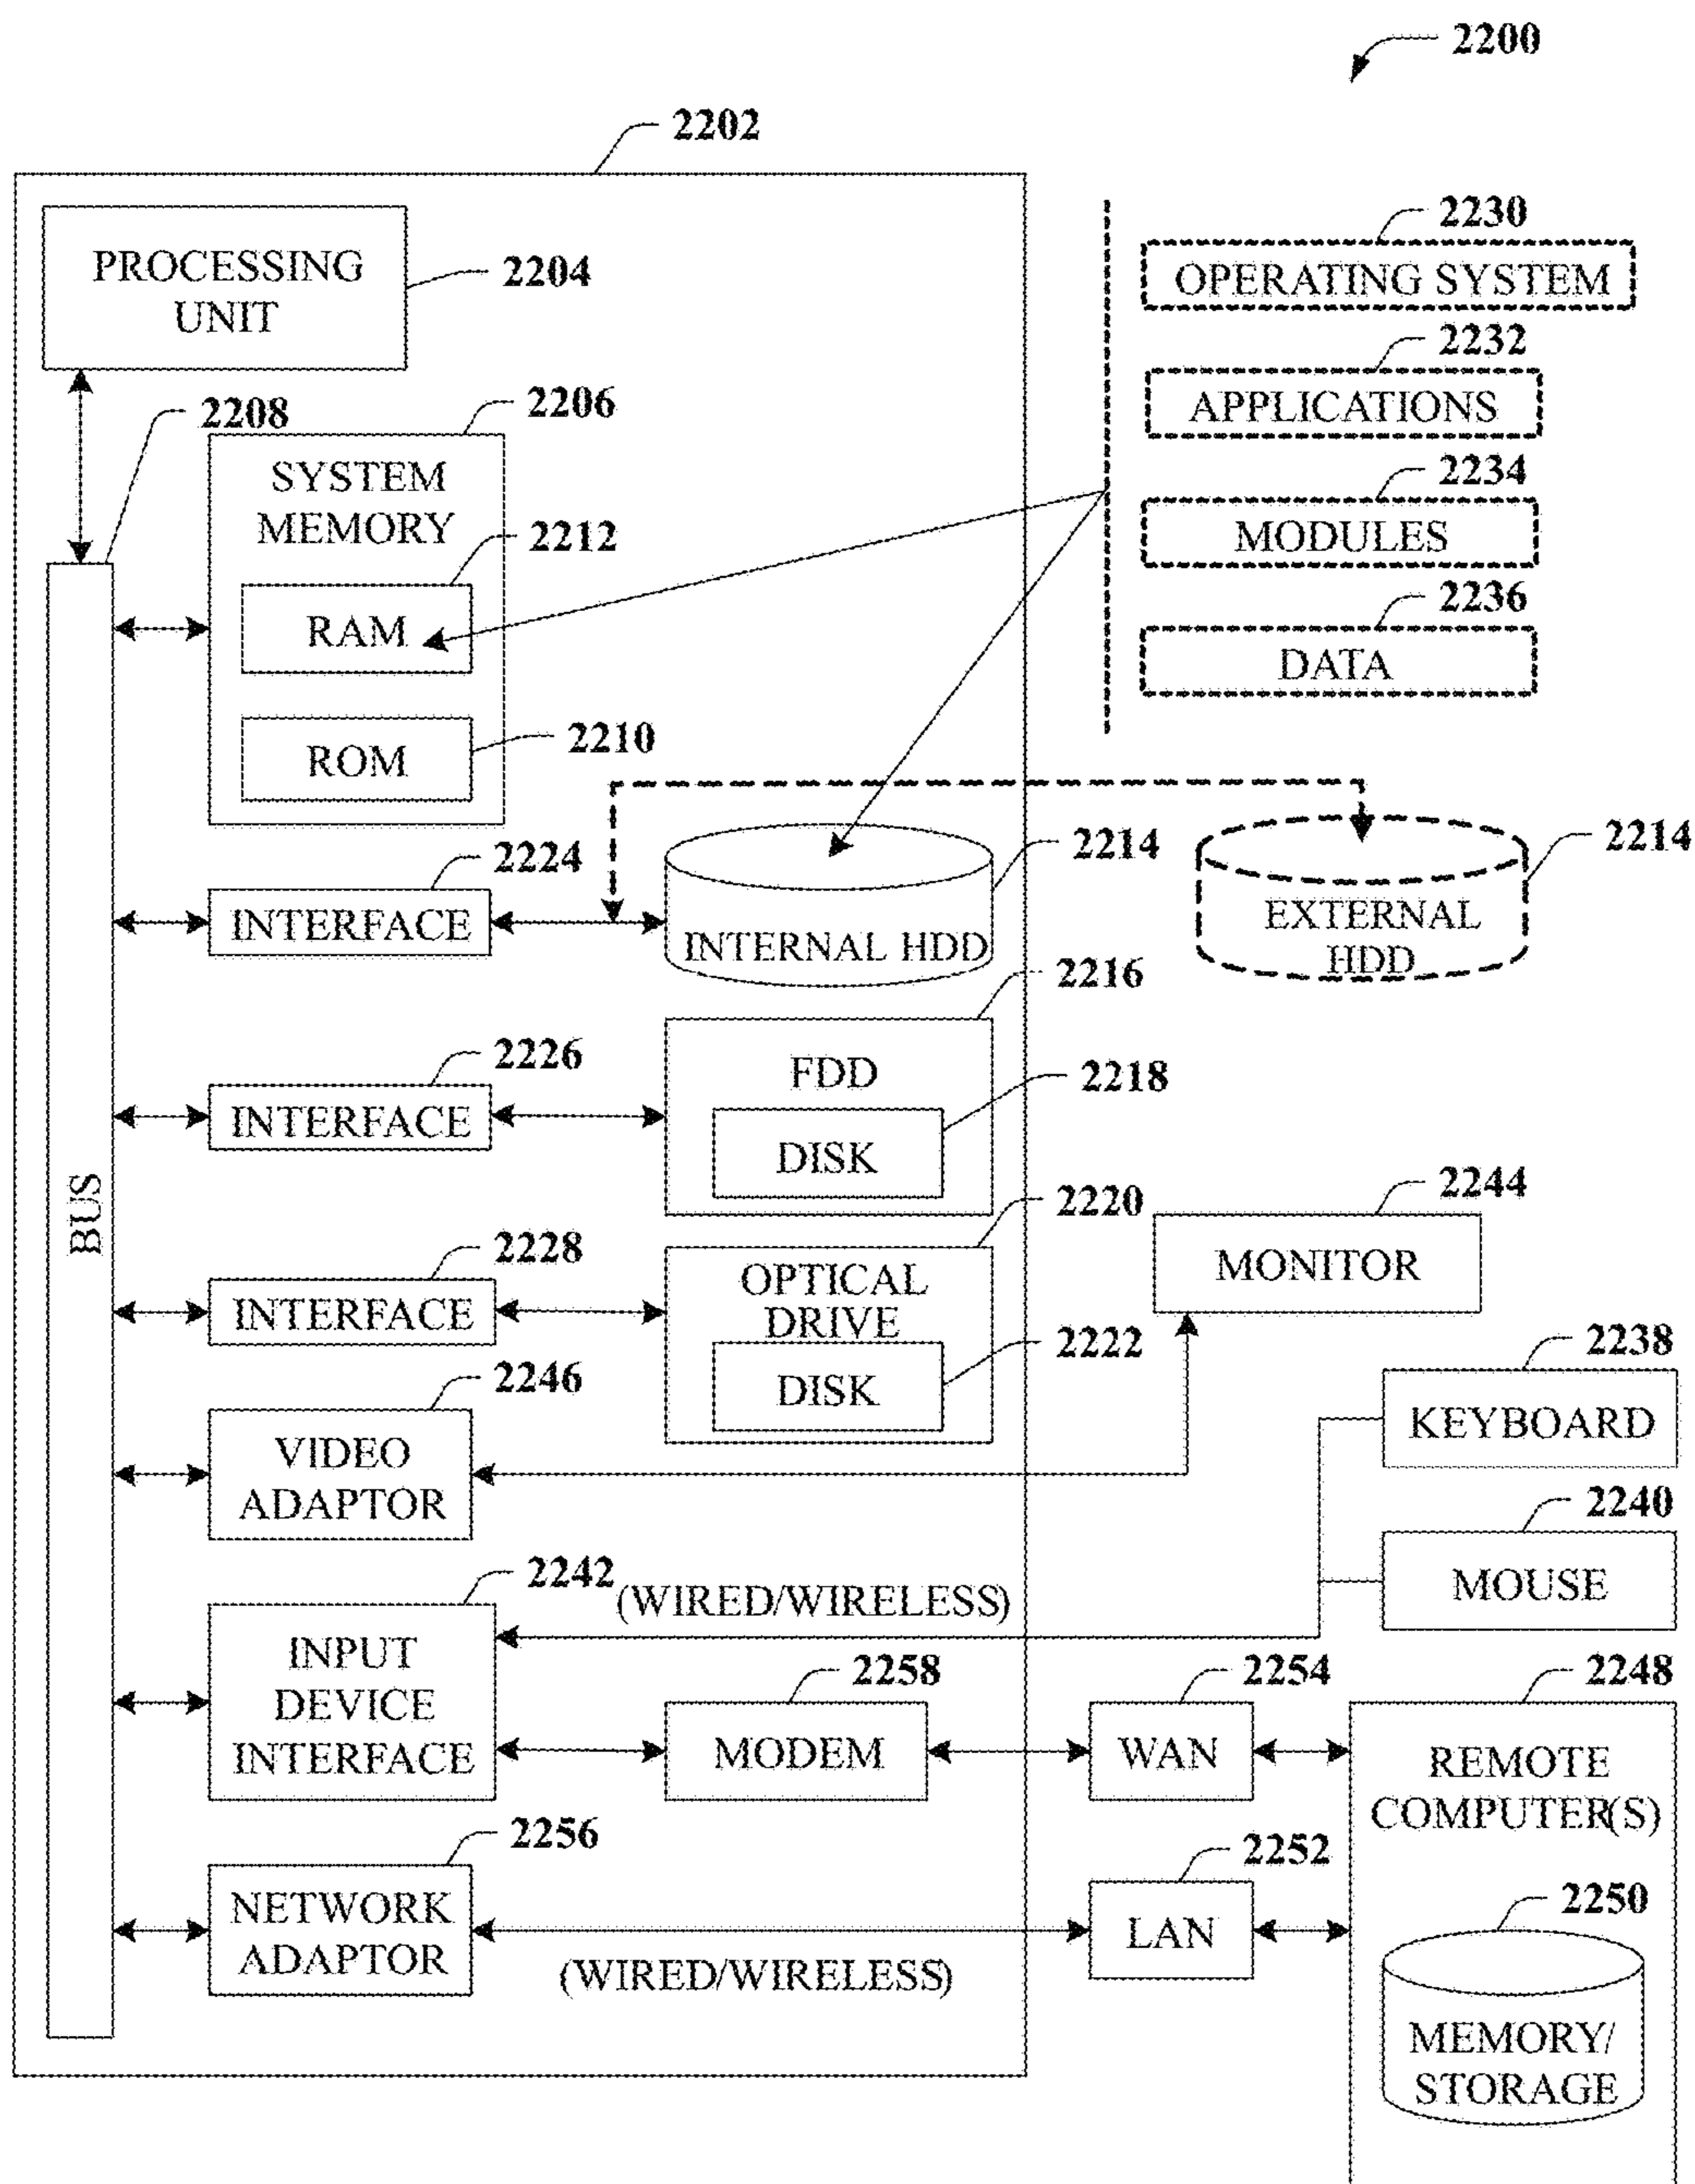 2200
2202
PROCESSING
UNIT
2204
2230
OPERATING SYSTEM
2232
APPLICATIONS
2234
MODULES
2236
DATA
2208
2206
SYSTEM
MEMORY
2212
RAM
2210
ROM
2224
INTERFACE
2214
INTERNAL HDD
2214
EXTERNAL
HDD
2226
INTERFACE
2216
FDD
2218
DISK
BUS
2228
INTERFACE
2220
OPTICAL
DRIVE
2222
DISK
2244
MONITOR
2246
VIDEO
ADAPTOR
2238
KEYBOARD
2240
MOUSE
2242
(WIRED/WIRELESS)
INPUT
DEVICE
INTERFACE
2258
MODEM
2254
WAN
2248
REMOTE
COMPUTER(S)
2256
NETWORK
ADAPTOR
(WIRED/WIRELESS)
2252
LAN
2250
MEMORY/
STORAGE